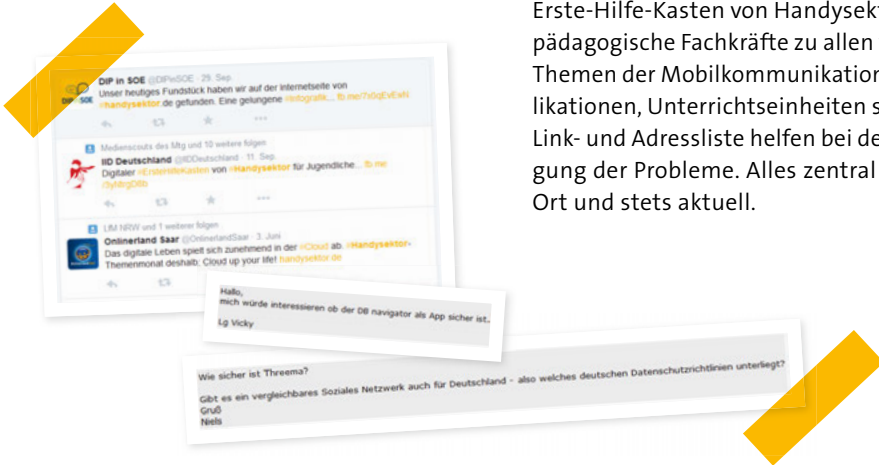 Erste-Hilfe-Kasten von Handysekt
pädagogische Fachkräfte zu allen
Themen der Mobilkommunikation
likationen, Unterrichtseinheiten s
Link- und Adressliste helfen bei de
gung der Probleme. Alles zentral
Ort und stets aktuell.
DIP in SOE @DIPinSOE · 29. Sep.
Unser heutiges Fundstück haben wir auf der Internetseite von
#handysektor.de gefunden. Eine gelungene #Infografik...
Medienscouts des Mtg und 10 weitere folgen
IID Deutschland @IIDDeutschland · 11. Sep.
Digitaler #ErsteHilfeKasten von #Handysektor für Jugendliche... fb.me
LfM NRW und 1 weiterer folgen
Onlinerland Saar @OnlinerlandSaar · 3. Juni
Das digitale Leben spielt sich zunehmend in der #Cloud ab. #Handysektor-
Themenmonat deshalb: Cloud up your life! handysektor.de
Hallo,
mich würde interessieren ob der DB navigator als App sicher ist.
Lg Vicky
Wie sicher ist Threema?
Gibt es ein vergleichbares Soziales Netzwerk auch für Deutschland - also welches deutschen Datenschutzrichtlinien unterliegt?
Gruß
Niels